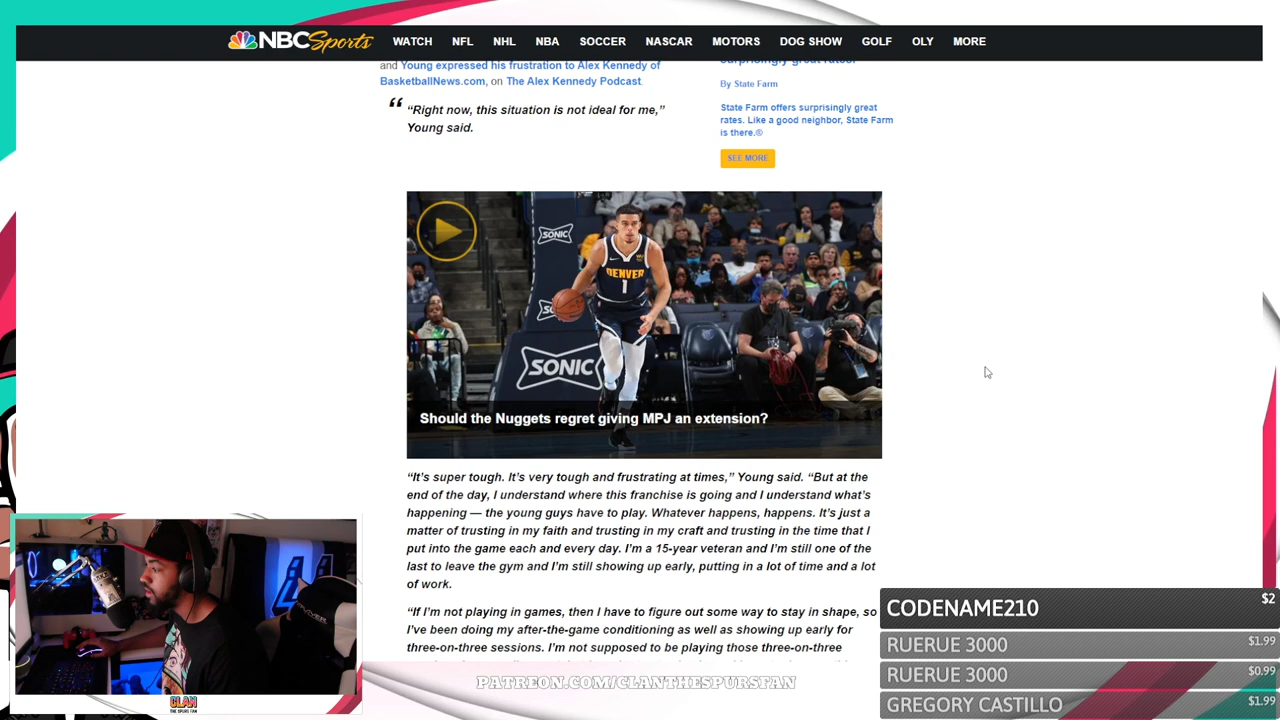 NBC Sports WATCH NFL NHL NBA SOCCER NASCAR MOTORS DOG SHOW GOLF OLY MORE
and Young expressed his frustration to Alex Kennedy of
BasketballNews.com, on The Alex Kennedy Podcast
“Right now, this situation is not ideal for me,”
Young said.
surprisingly great rates.
By State Farm
State Farm offers surprisingly great
rates. Like a good neighbor, State Farm
is there.®
SEE MORE
SONIC
DENVER
1
SONIC
Should the Nuggets regret giving MPJ an extension?
“It’s super tough. It’s very tough and frustrating at times,” Young said. “But at the
end of the day, I understand where this franchise is going and I understand what’s
happening — the young guys have to play. Whatever happens, happens. It’s just a
matter of trusting in my faith and trusting in my craft and trusting in the time that I
put into the game each and every day. I’m a 15-year veteran and I’m still one of the
last to leave the gym and I’m still showing up early, putting in a lot of time and a lot
of work.
“If I’m not playing in games, then I have to figure out some way to stay in shape, so
I’ve been doing my after-the-game conditioning as well as showing up early for
three-on-three sessions. I’m not supposed to be playing those three-on-three
CODENAME210 $2
RUERUE 3000 $1.99
RUERUE 3000 $0.99
GREGORY CASTILLO $1.99
PATREON.COM/CLANTHESPURSFAN
CLAN
THE SPURS FAN